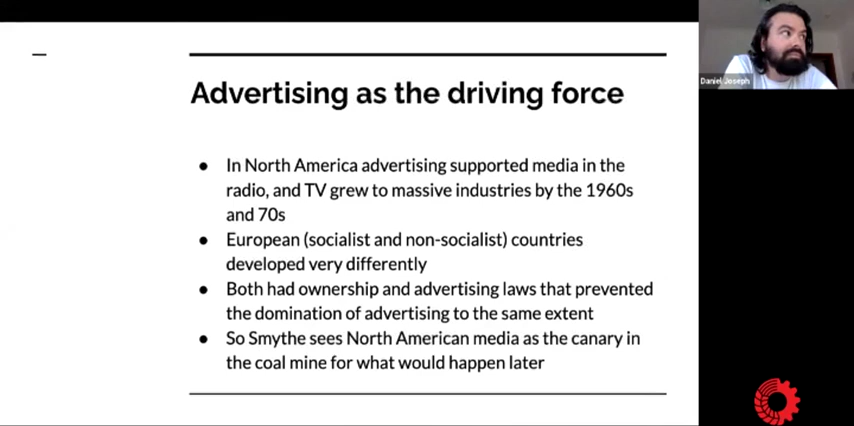 Daniel Joseph
Advertising as the driving force
● In North America advertising supported media in the
radio, and TV grew to massive industries by the 1960s
and 70s
● European (socialist and non-socialist) countries
developed very differently
● Both had ownership and advertising laws that prevented
the domination of advertising to the same extent
● So Smythe sees North American media as the canary in
the coal mine for what would happen later